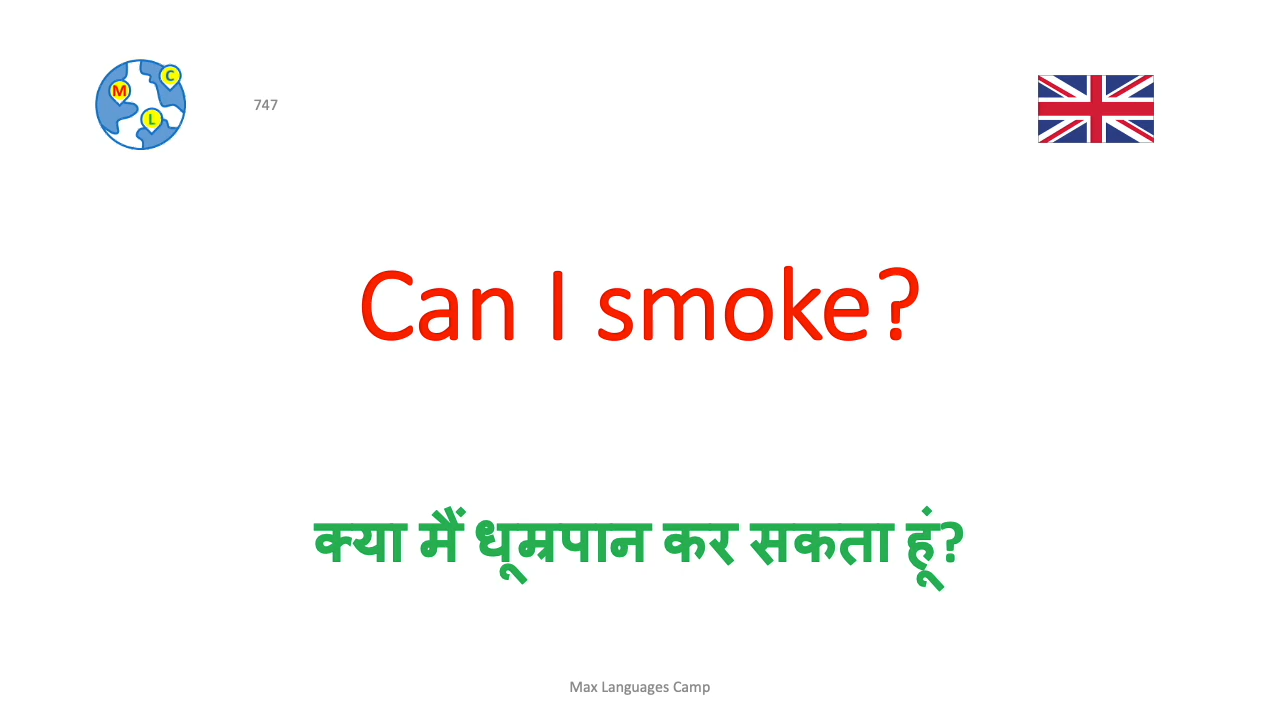 M
C
L
747
Can I smoke?
क्या मैं धूम्रपान कर सकता हूं?
Max Languages Camp